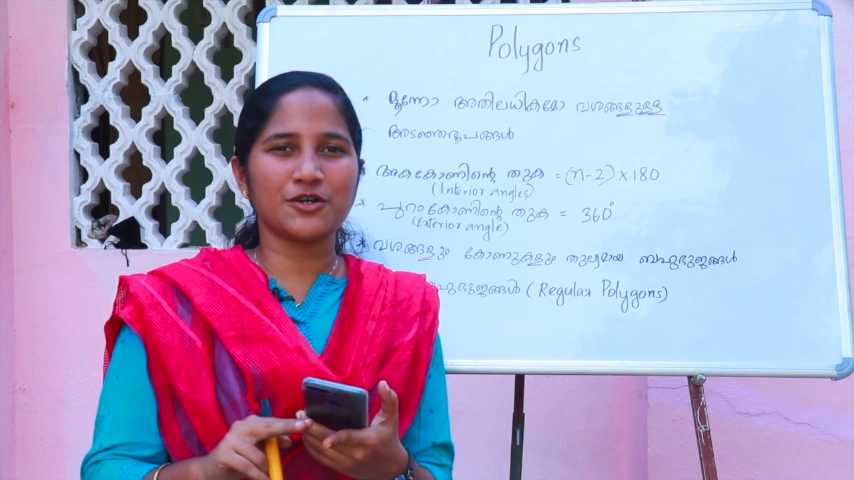 Polygons
* മൂന്നോ അതിലധികമോ വശങ്ങളുള്ള
അടഞ്ഞരൂപങ്ങൾ
* അകകോണിന്റെ തുക = (n-2) x 180
(Interior angles)
* പുറംകോണിന്റെ തുക = 360°
(Exterior angle)
* വശങ്ങളും കോണുകളും തുല്യമായ ബഹുഭുജങ്ങൾ
(Regular Polygons)